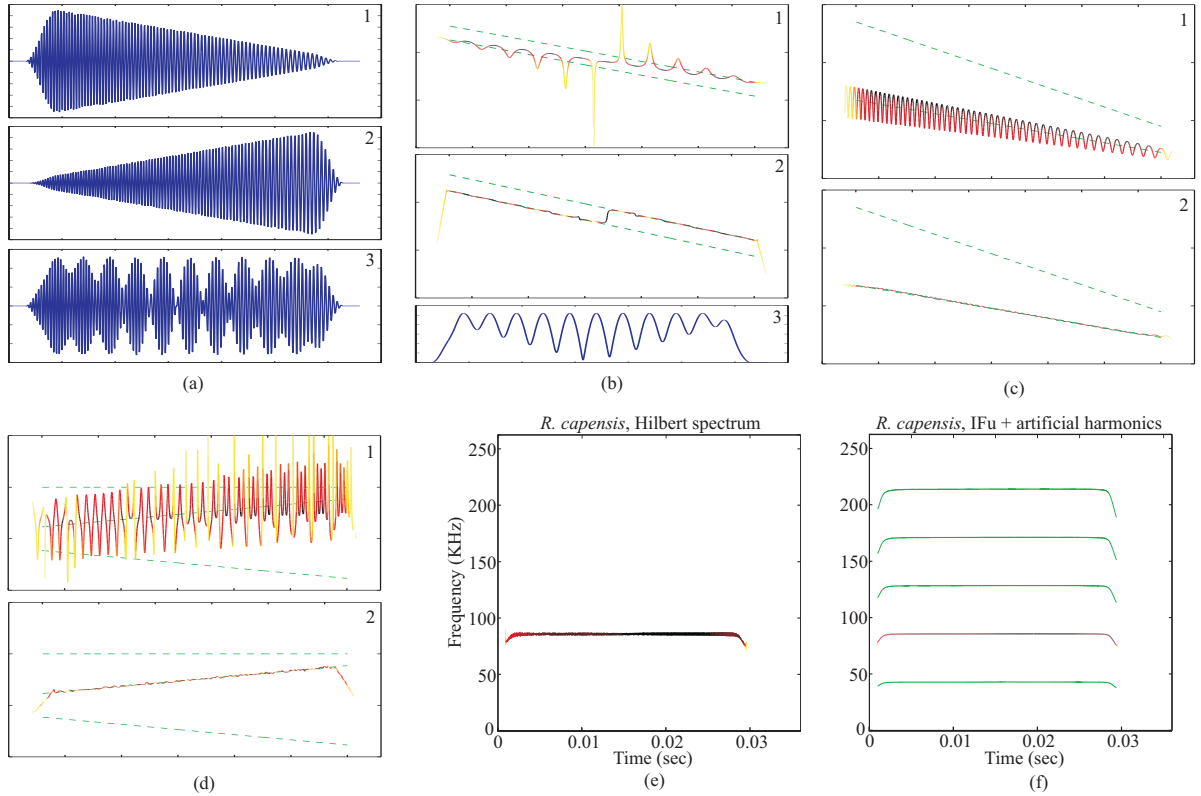 1
2
3
(a)
1
2
3
(b)
1
2
(c)
1
2
(d)
R. capensis, Hilbert spectrum
250
200
150
100
50
0
Frequency (KHz)
0
0.01
0.02
0.03
Time (sec)
(e)
R. capensis, IFu + artificial harmonics
250
200
150
100
50
0
0
0.01
0.02
0.03
Time (sec)
(f)